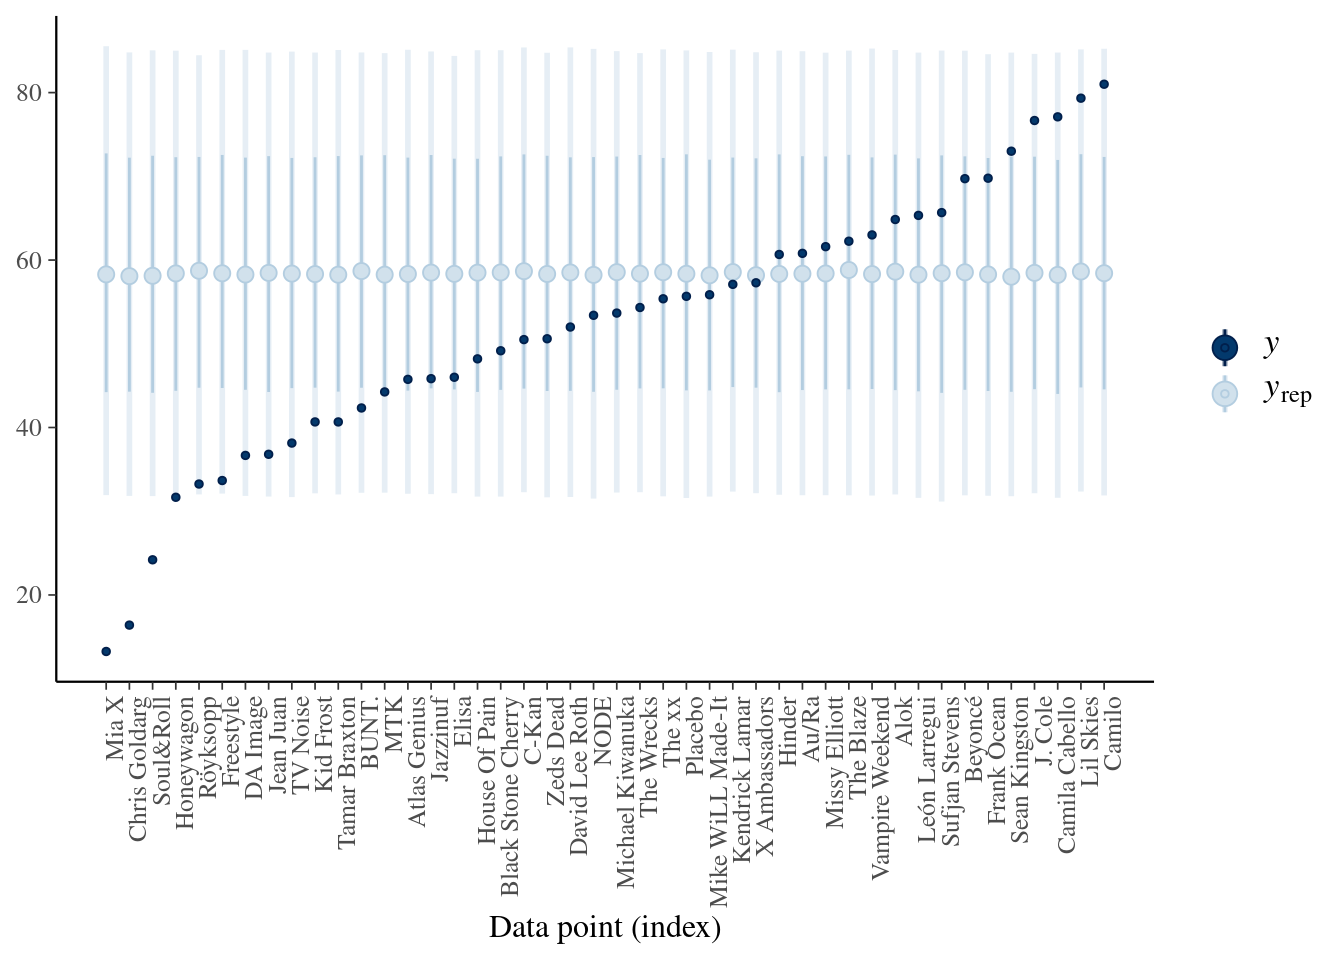 80
60
40
20
Mia X
Chris Goldarg
Soul&Roll
Honeywagon
Röyksopp
Freestyle
DA Image
Jean Juan
TV Noise
Kid Frost
Tamar Braxton
BUNT.
MTK
Atlas Genius
Jazzinuf
Elisa
House Of Pain
Black Stone Cherry
C-Kan
Zeds Dead
David Lee Roth
NODE
Michael Kiwanuka
The Wrecks
The xx
Placebo
Mike WiLL Made-It
Kendrick Lamar
X Ambassadors
Hinder
Au/Ra
Missy Elliott
The Blaze
Vampire Weekend
Alok
León Larregui
Sufjan Stevens
Beyoncé
Frank Ocean
Sean Kingston
J. Cole
Camila Cabello
Lil Skies
Camilo
Data point (index)
y
yrep